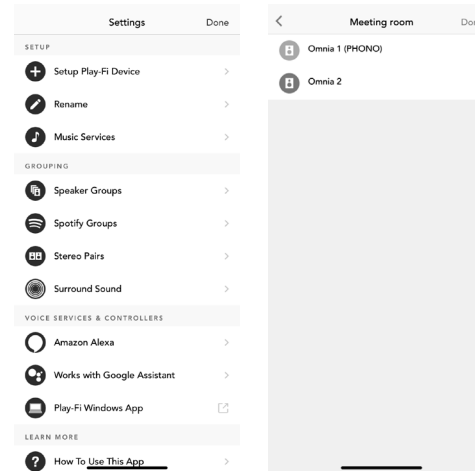 Settings
Done
SETUP
Setup Play-Fi Device
Rename
Music Services
GROUPING
Speaker Groups
Spotify Groups
Stereo Pairs
Surround Sound
VOICE SERVICES & CONTROLLERS
Amazon Alexa
Works with Google Assistant
Play-Fi Windows App
LEARN MORE
? How To Use This App
Meeting room
Don
Omnia 1 (PHONO)
Omnia 2